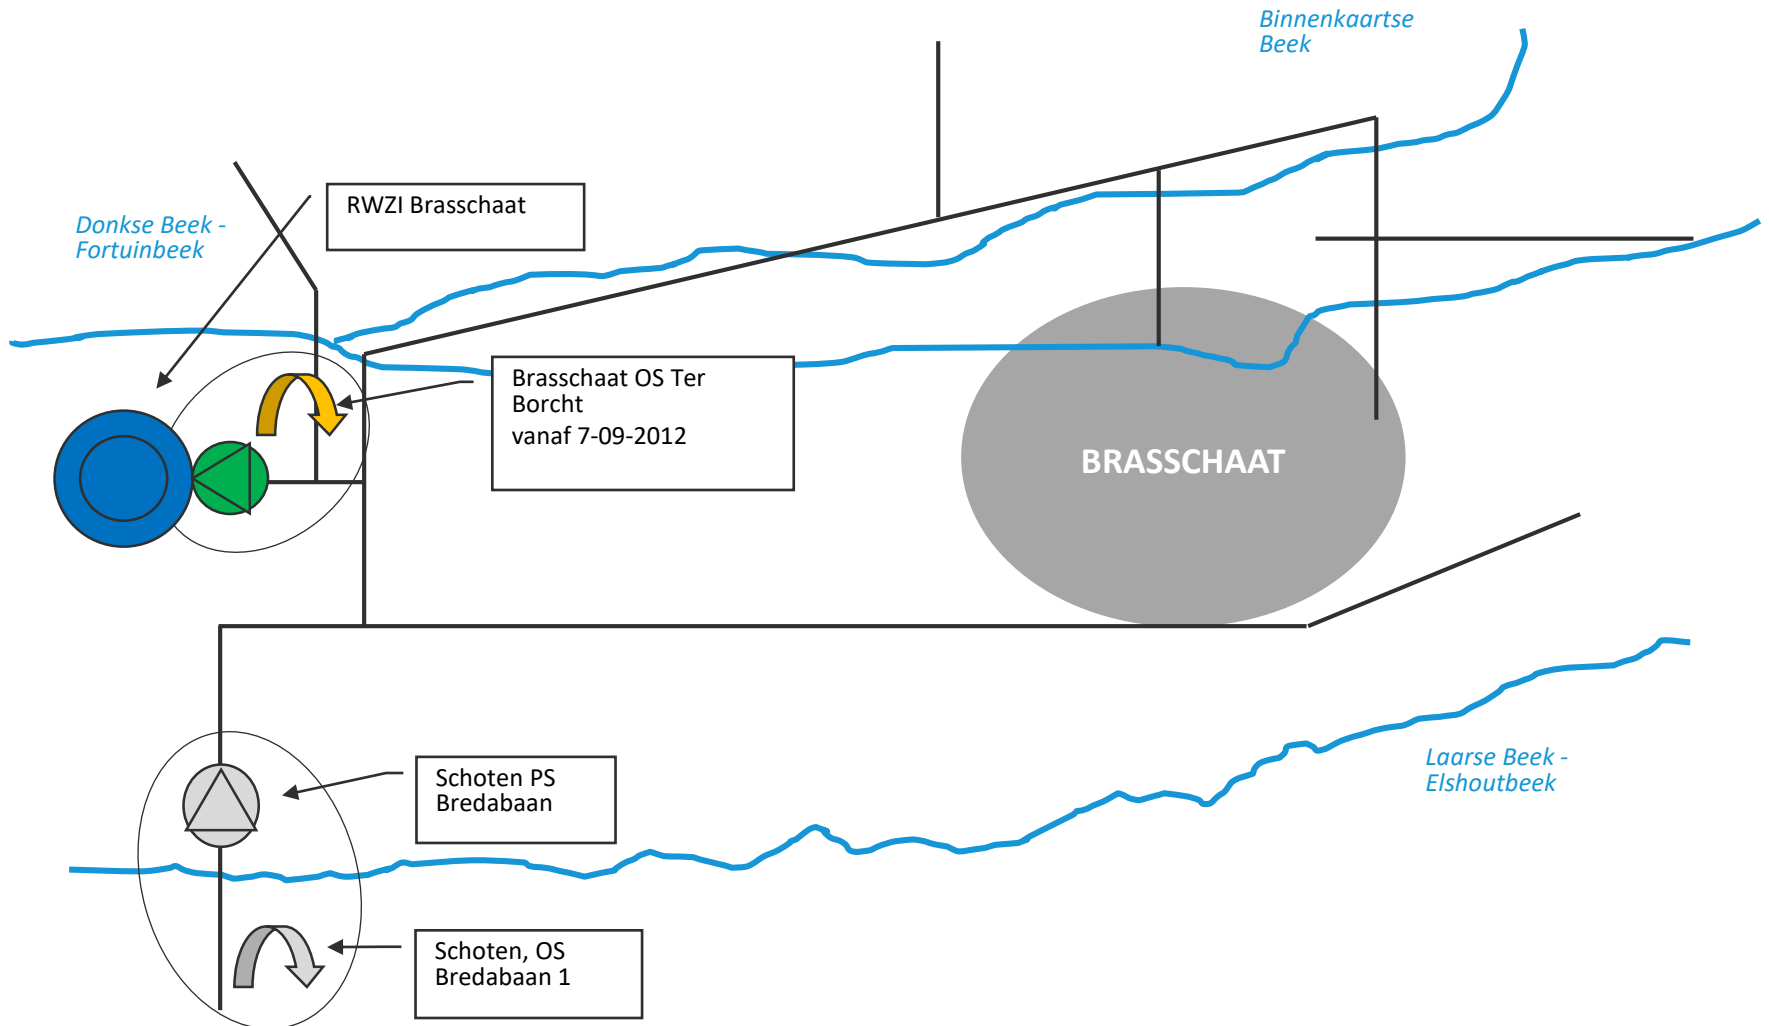 Binnenkaartse
Beek
RWZI Brasschaat
Donkse Beek -
Fortuinbeek
Brasschaat OS Ter
Borcht
vanaf 7-09-2012
BRASSCHAAT
Schoten PS
Bredabaan
Laarse Beek -
Elshoutbeek
Schoten, OS
Bredabaan 1